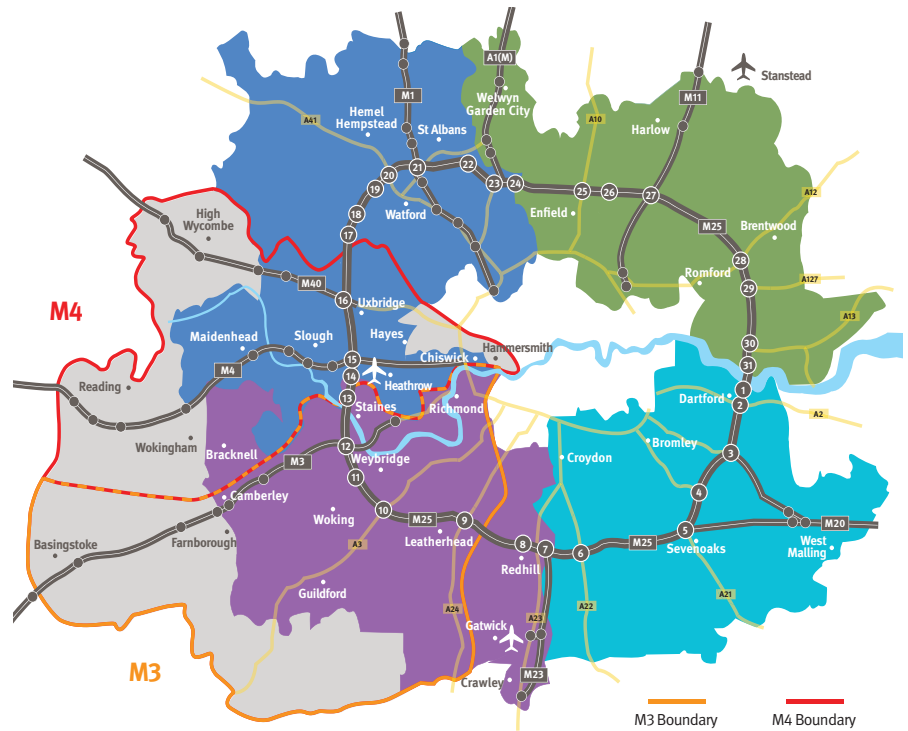 A1(M)
Stanstead
M1
Welwyn
Garden City
M11
Hemel
Hempstead
A41
St Albans
A10
Harlow
21
22
20
19
23
24
25
26
27
A12
18
Watford
Enfield
High
Wycombe
17
M25
Brentwood
28
Romford
A127
M40
29
16
M4
Uxbridge
A13
Maidenhead
Slough
Hayes
30
Chiswick
Hammersmith
15
31
M4
14
Heathrow
Reading
1
13
Staines
Richmond
Dartford
2
A2
Wokingham
Bracknell
12
Bromley
M3
Weybridge
Croydon
3
11
Camberley
4
Woking
10
M25
9
M20
Basingstoke
Farnborough
Leatherhead
5
West
Malling
A3
8
7
6
M25
Sevenoaks
Redhill
Guildford
A24
A23
A22
A21
Gatwick
M3
Crawley
M23
M3 Boundary
M4 Boundary